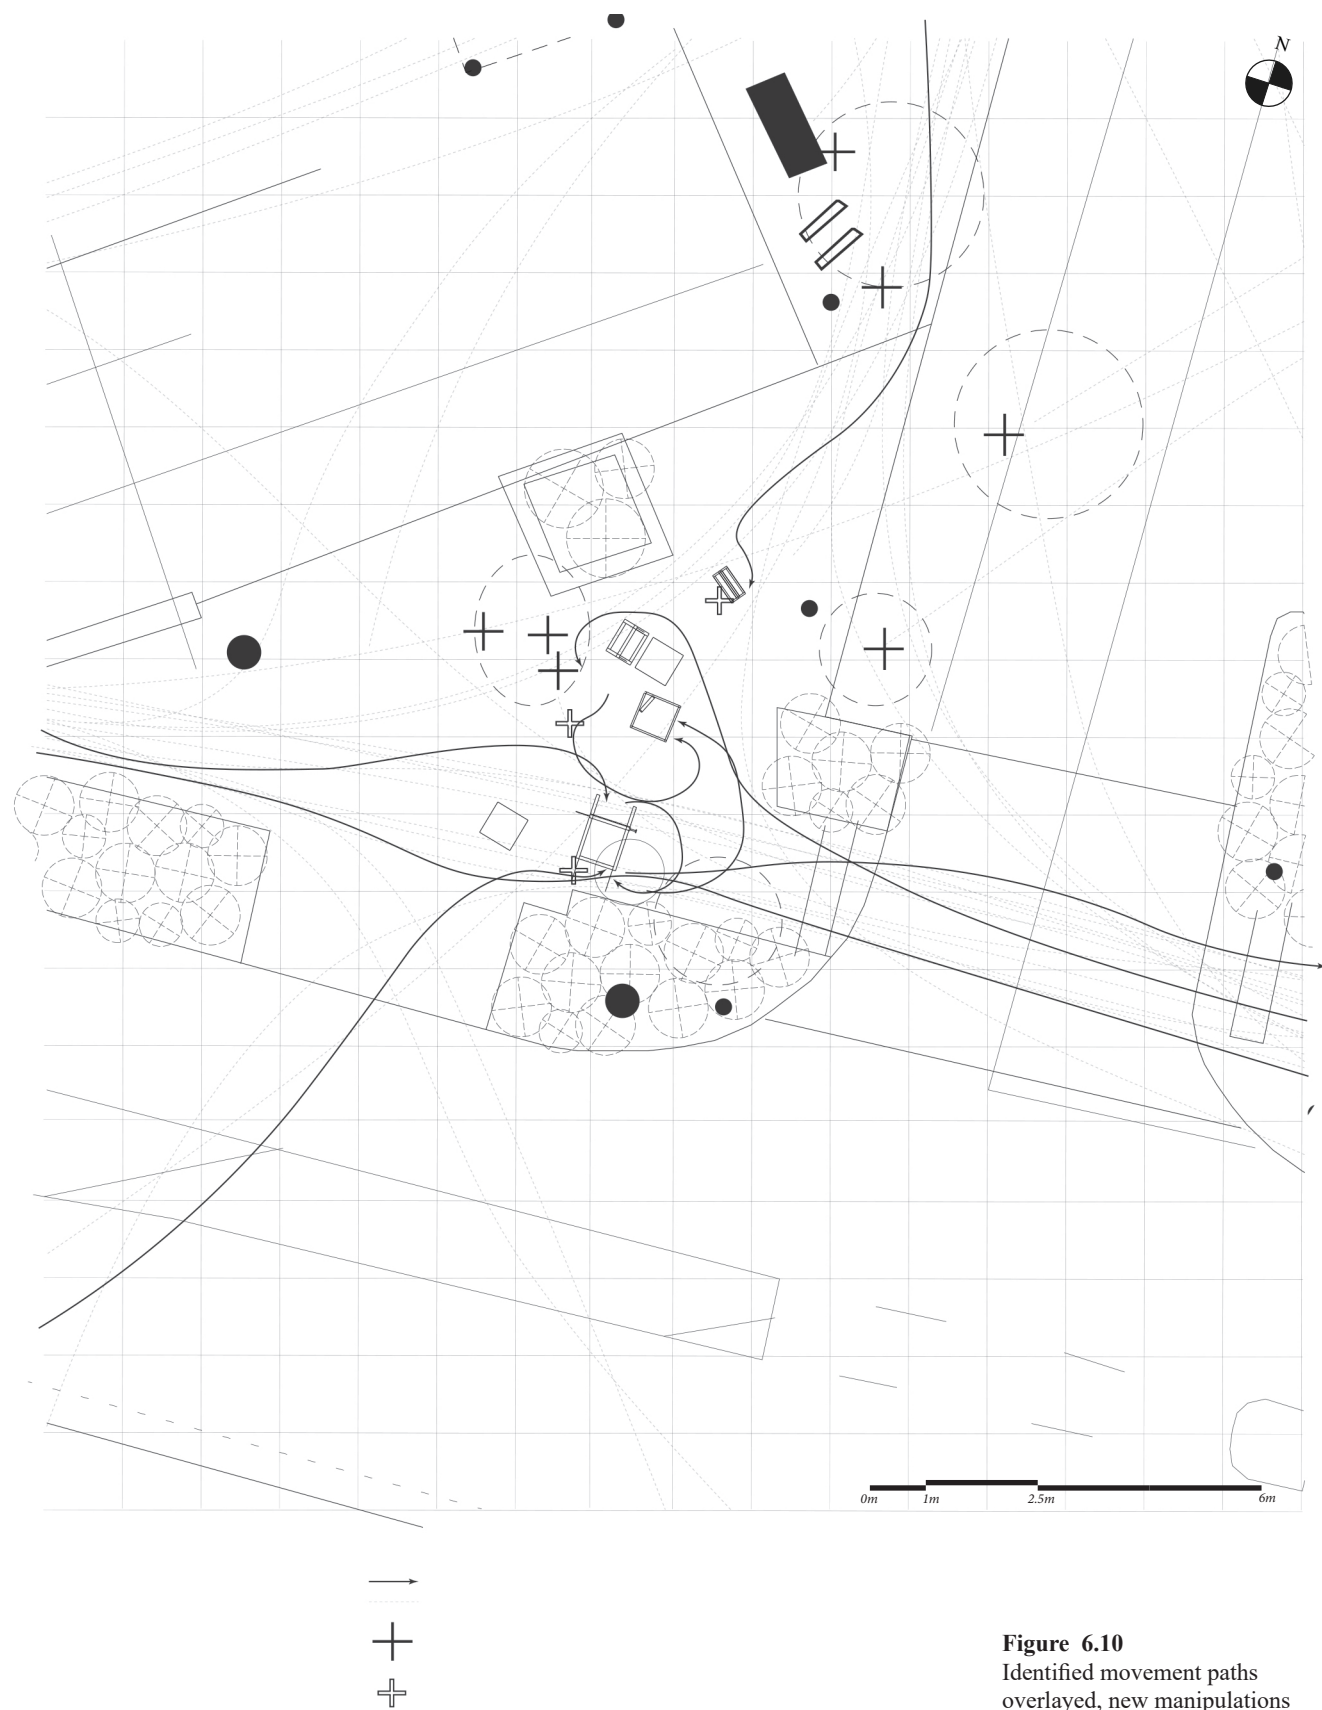 N
0m 1m 2.5m 6m
Figure 6.10
Identified movement paths
overlayed, new manipulations